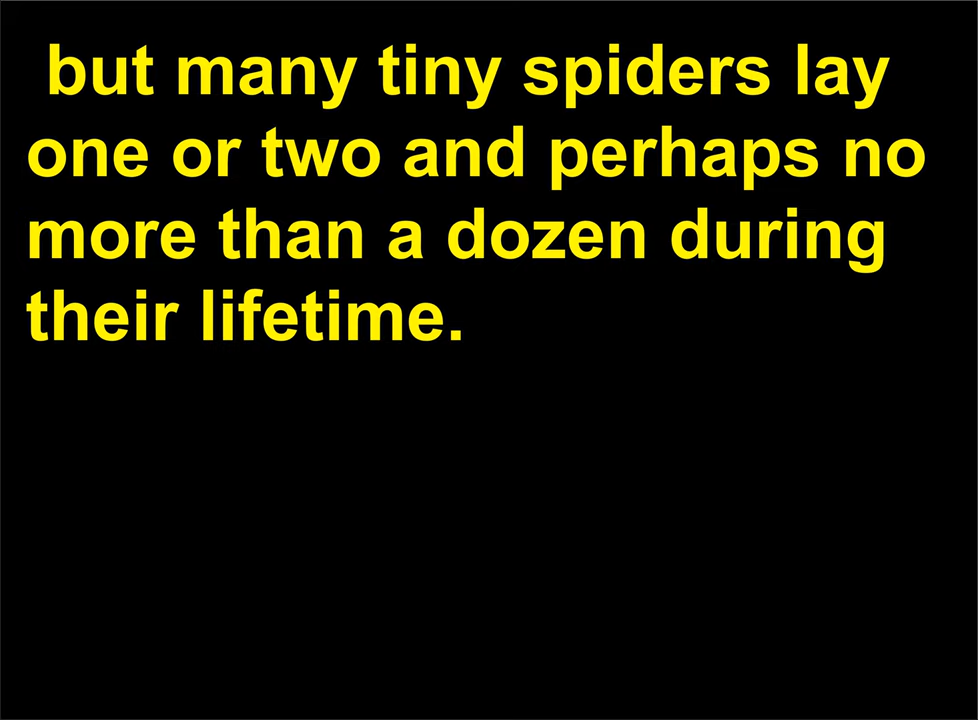 but many tiny spiders lay
one or two and perhaps no
more than a dozen during
their lifetime.